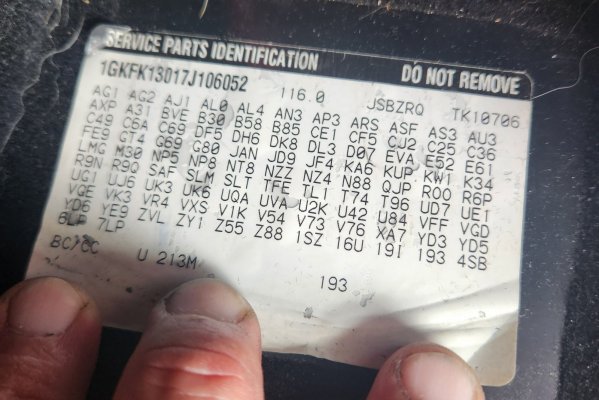 SERVICE PARTS IDENTIFICATION DO NOT REMOVE
1GKFK13017J106052 116.0 JSBZRQ TK10706
AG1 AG2 AJ1 AL0 AL4 AN3 AP3 ARS ASF AS3 AU3
AXP A31 BVE B30 B58 B85 CE1 CF5 CJ2 C25 C36
C49 C6A C69 DF5 DH6 DK8 DL3 D07 EVA E52 E61
FE9 GT4 G69 G80 JAN JD9 JF4 KA6 KUP KW1 K34
LMG M30 NP5 NP8 NT8 NZZ NZ4 N88 QJP R00 R6P
R9N R9Q SAF SLM SLT TFE TL1 T74 T96 UD7 UE1
UG1 UJ6 UK3 UK6 UQA UVA U2K U42 U84 VFF VGD
VQE VK3 VR4 VXS V1K V54 V73 V76 XA7 YD3 YD5
YD6 YE9 ZVL ZY1 Z55 Z88 1SZ 16U 19I 193 4SB
6LP 7LP
BC/CC U 213M 193